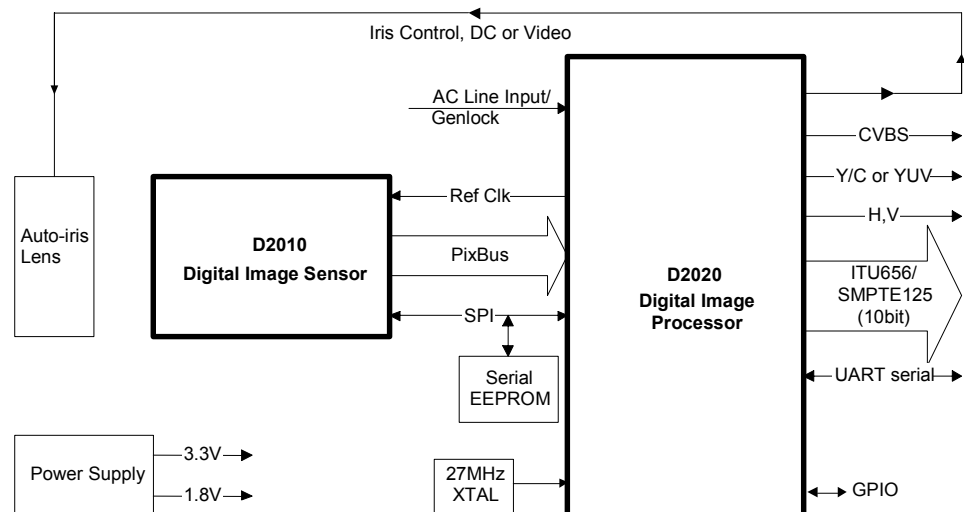 Iris Control, DC or Video
AC Line Input/
Genlock
CVBS
Y/C or YUV
H,V
Ref Clk
Auto-iris
Lens
D2010
Digital Image Sensor
PixBus
D2020
Digital Image
Processor
ITU656/
SMPTE125
(10bit)
SPI
Serial
EEPROM
UART serial
Power Supply
3.3V
1.8V
27MHz
XTAL
GPIO